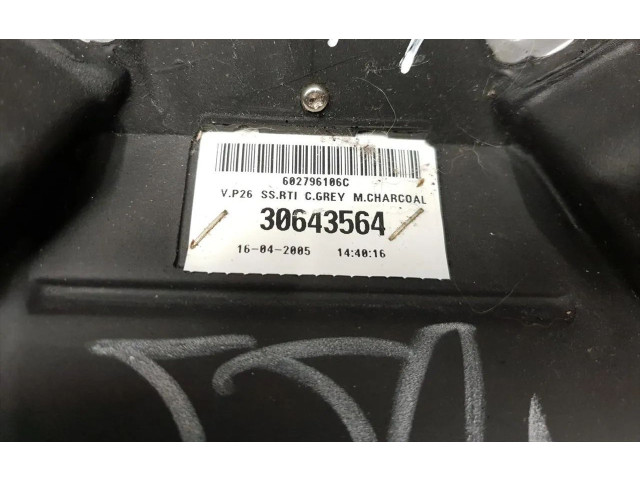 602796106C
V.P26 SS.RTI C.GREY M.CHARCOAL
30643564
16-04-2005 14:40:16